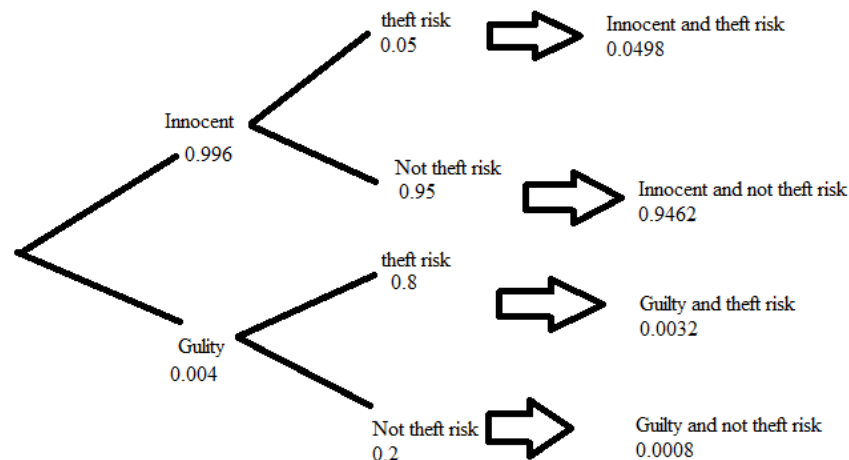 theft risk
0.05
Innocent and theft risk
0.0498
Innocent
0.996
Not theft risk
0.95
Innocent and not theft risk
0.9462
theft risk
0.8
Guilty and theft risk
0.0032
Gulity
0.004
Not theft risk
0.2
Guilty and not theft risk
0.0008